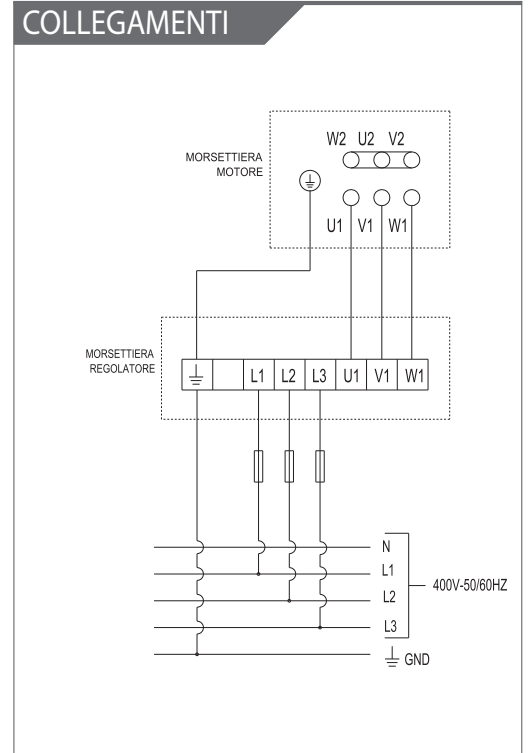 COLLEGAMENTI
W2 U2 V2
MORSETTIERA
MOTORE
U1 V1 W1
MORSETTIERA
REGOLATORE
L1 L2 L3 U1 V1 W1
N
L1
400V-50/60HZ
L2
L3
GND